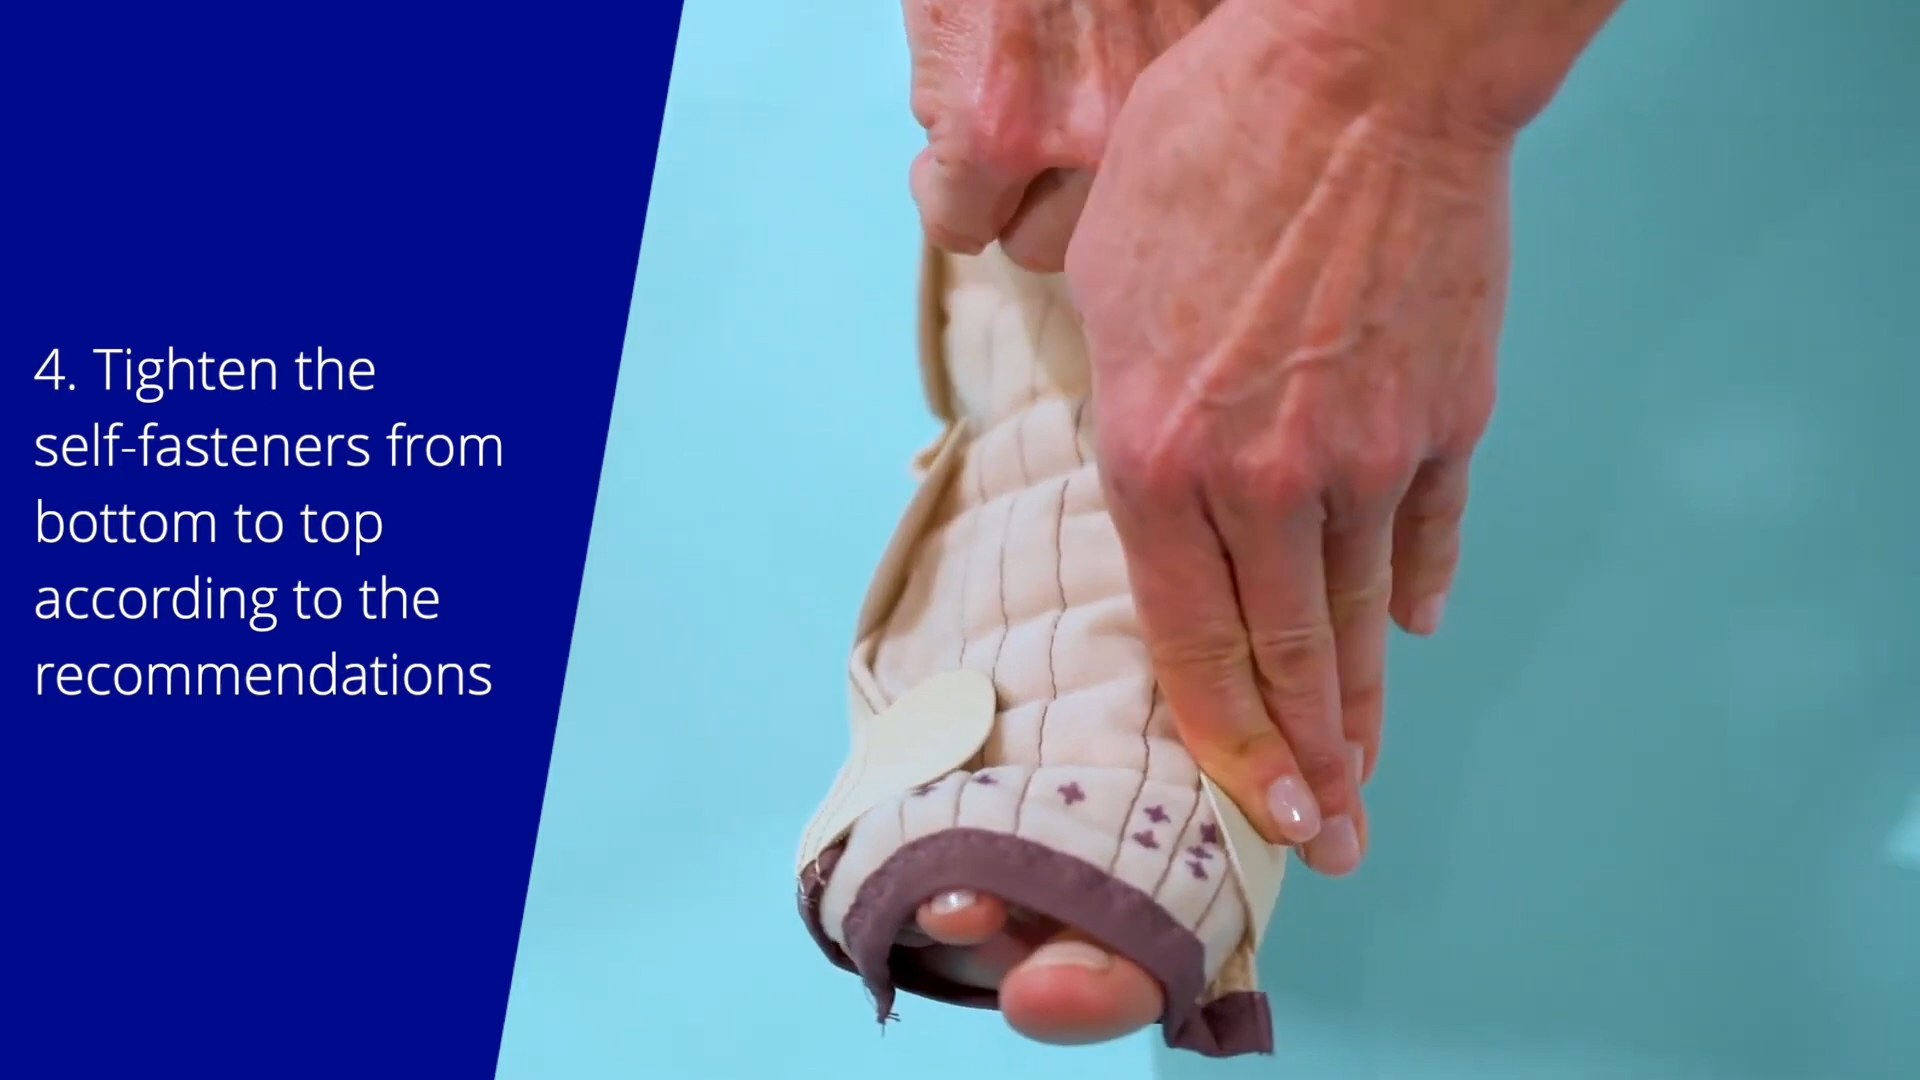 4. Tighten the
self-fasteners from
bottom to top
according to the
recommendations